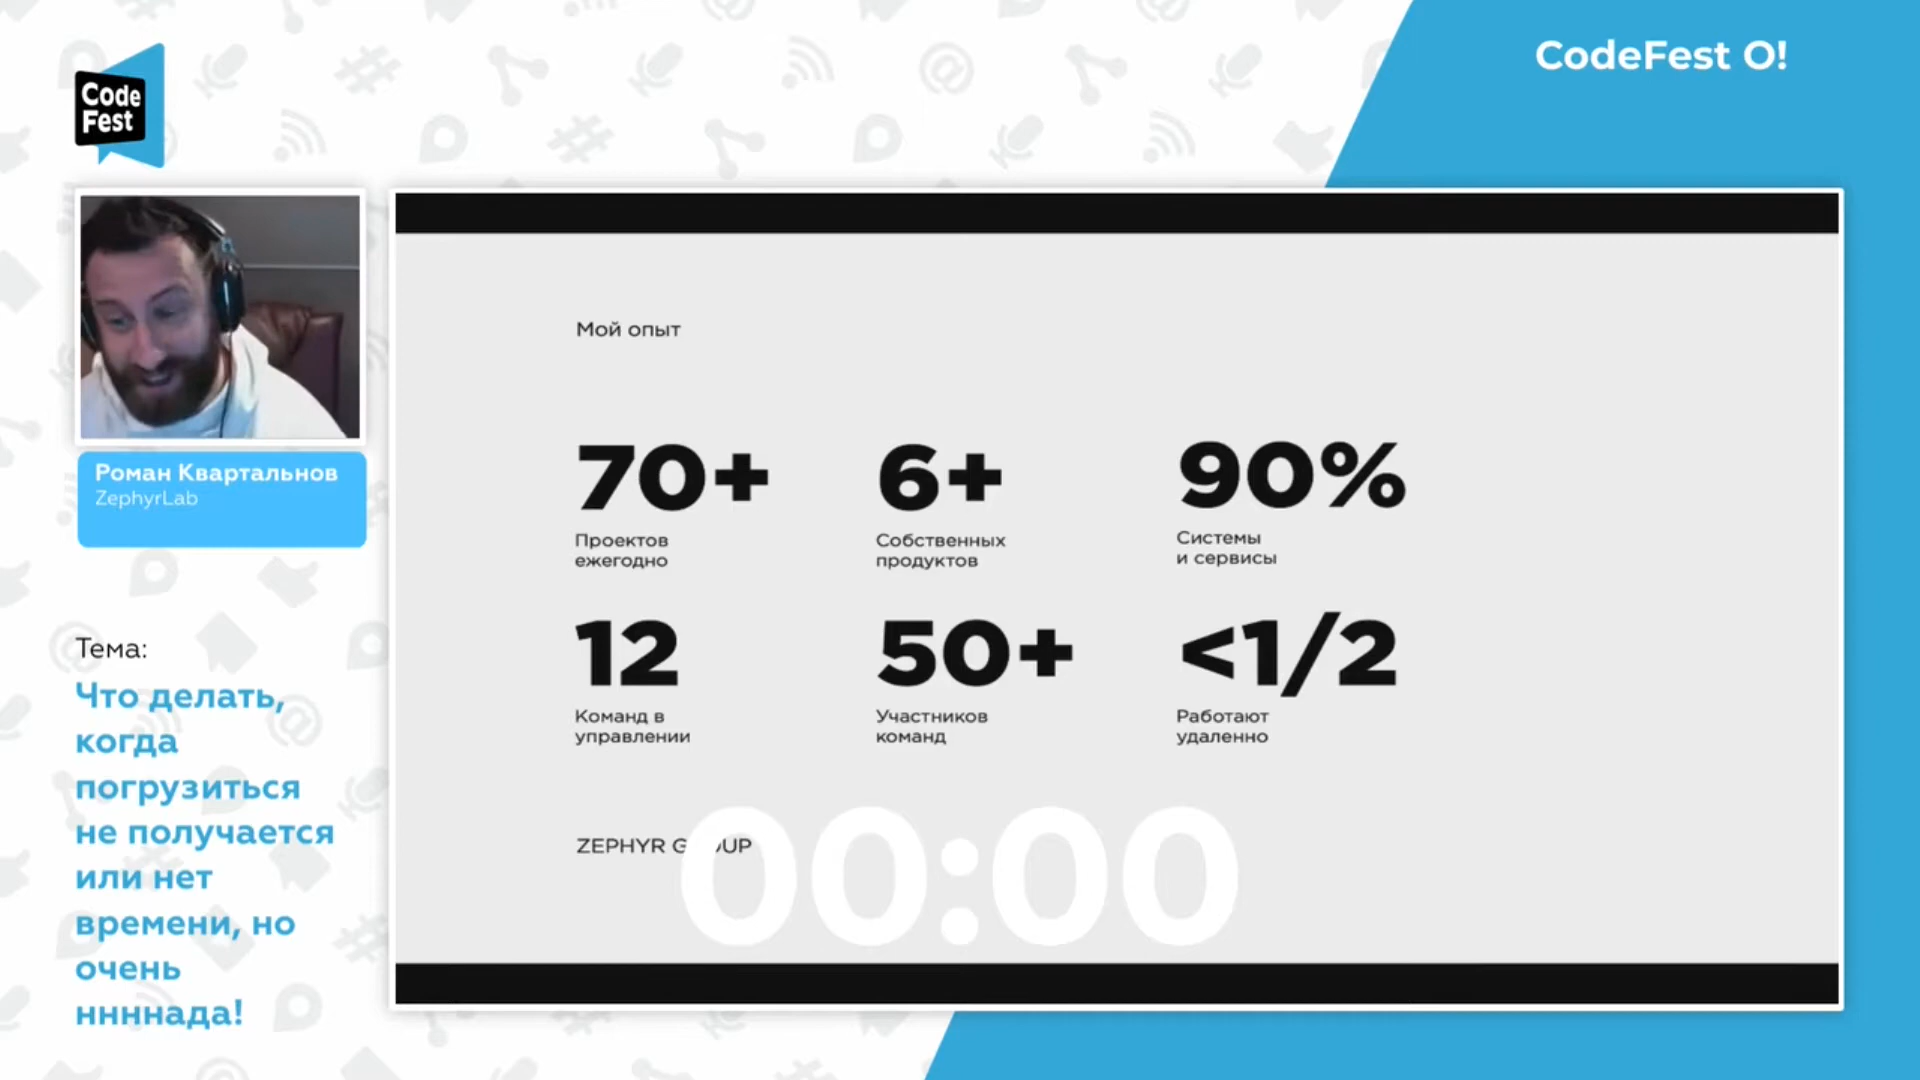 CodeFest O!
Code
Fest
Роман Квартальнов
ZephyrLab
Тема:
Что делать,
когда
погрузиться
не получается
или нет
времени, но
очень
ннннада!
Мой опыт
70+
Проектов
ежегодно
6+
Собственных
продуктов
90%
Системы
и сервисы
12
Команд в
управлении
50+
Участников
команд
<1/2
Работают
удаленно
ZEPHYR GROUP
00:00